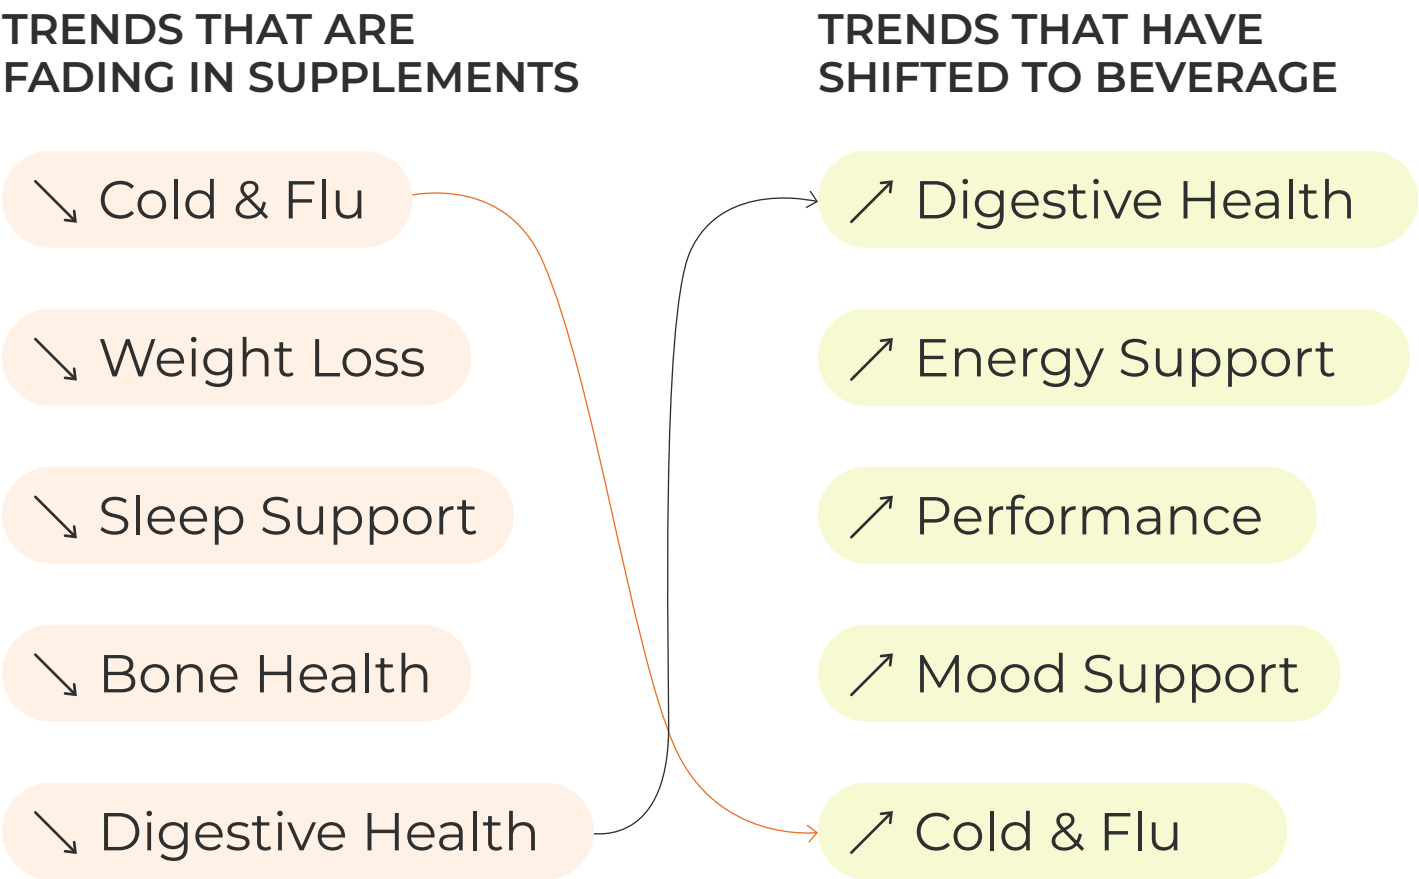 TRENDS THAT ARE
FADING IN SUPPLEMENTS
Cold & Flu
Weight Loss
Sleep Support
Bone Health
Digestive Health
TRENDS THAT HAVE
SHIFTED TO BEVERAGE
Digestive Health
Energy Support
Performance
Mood Support
Cold & Flu